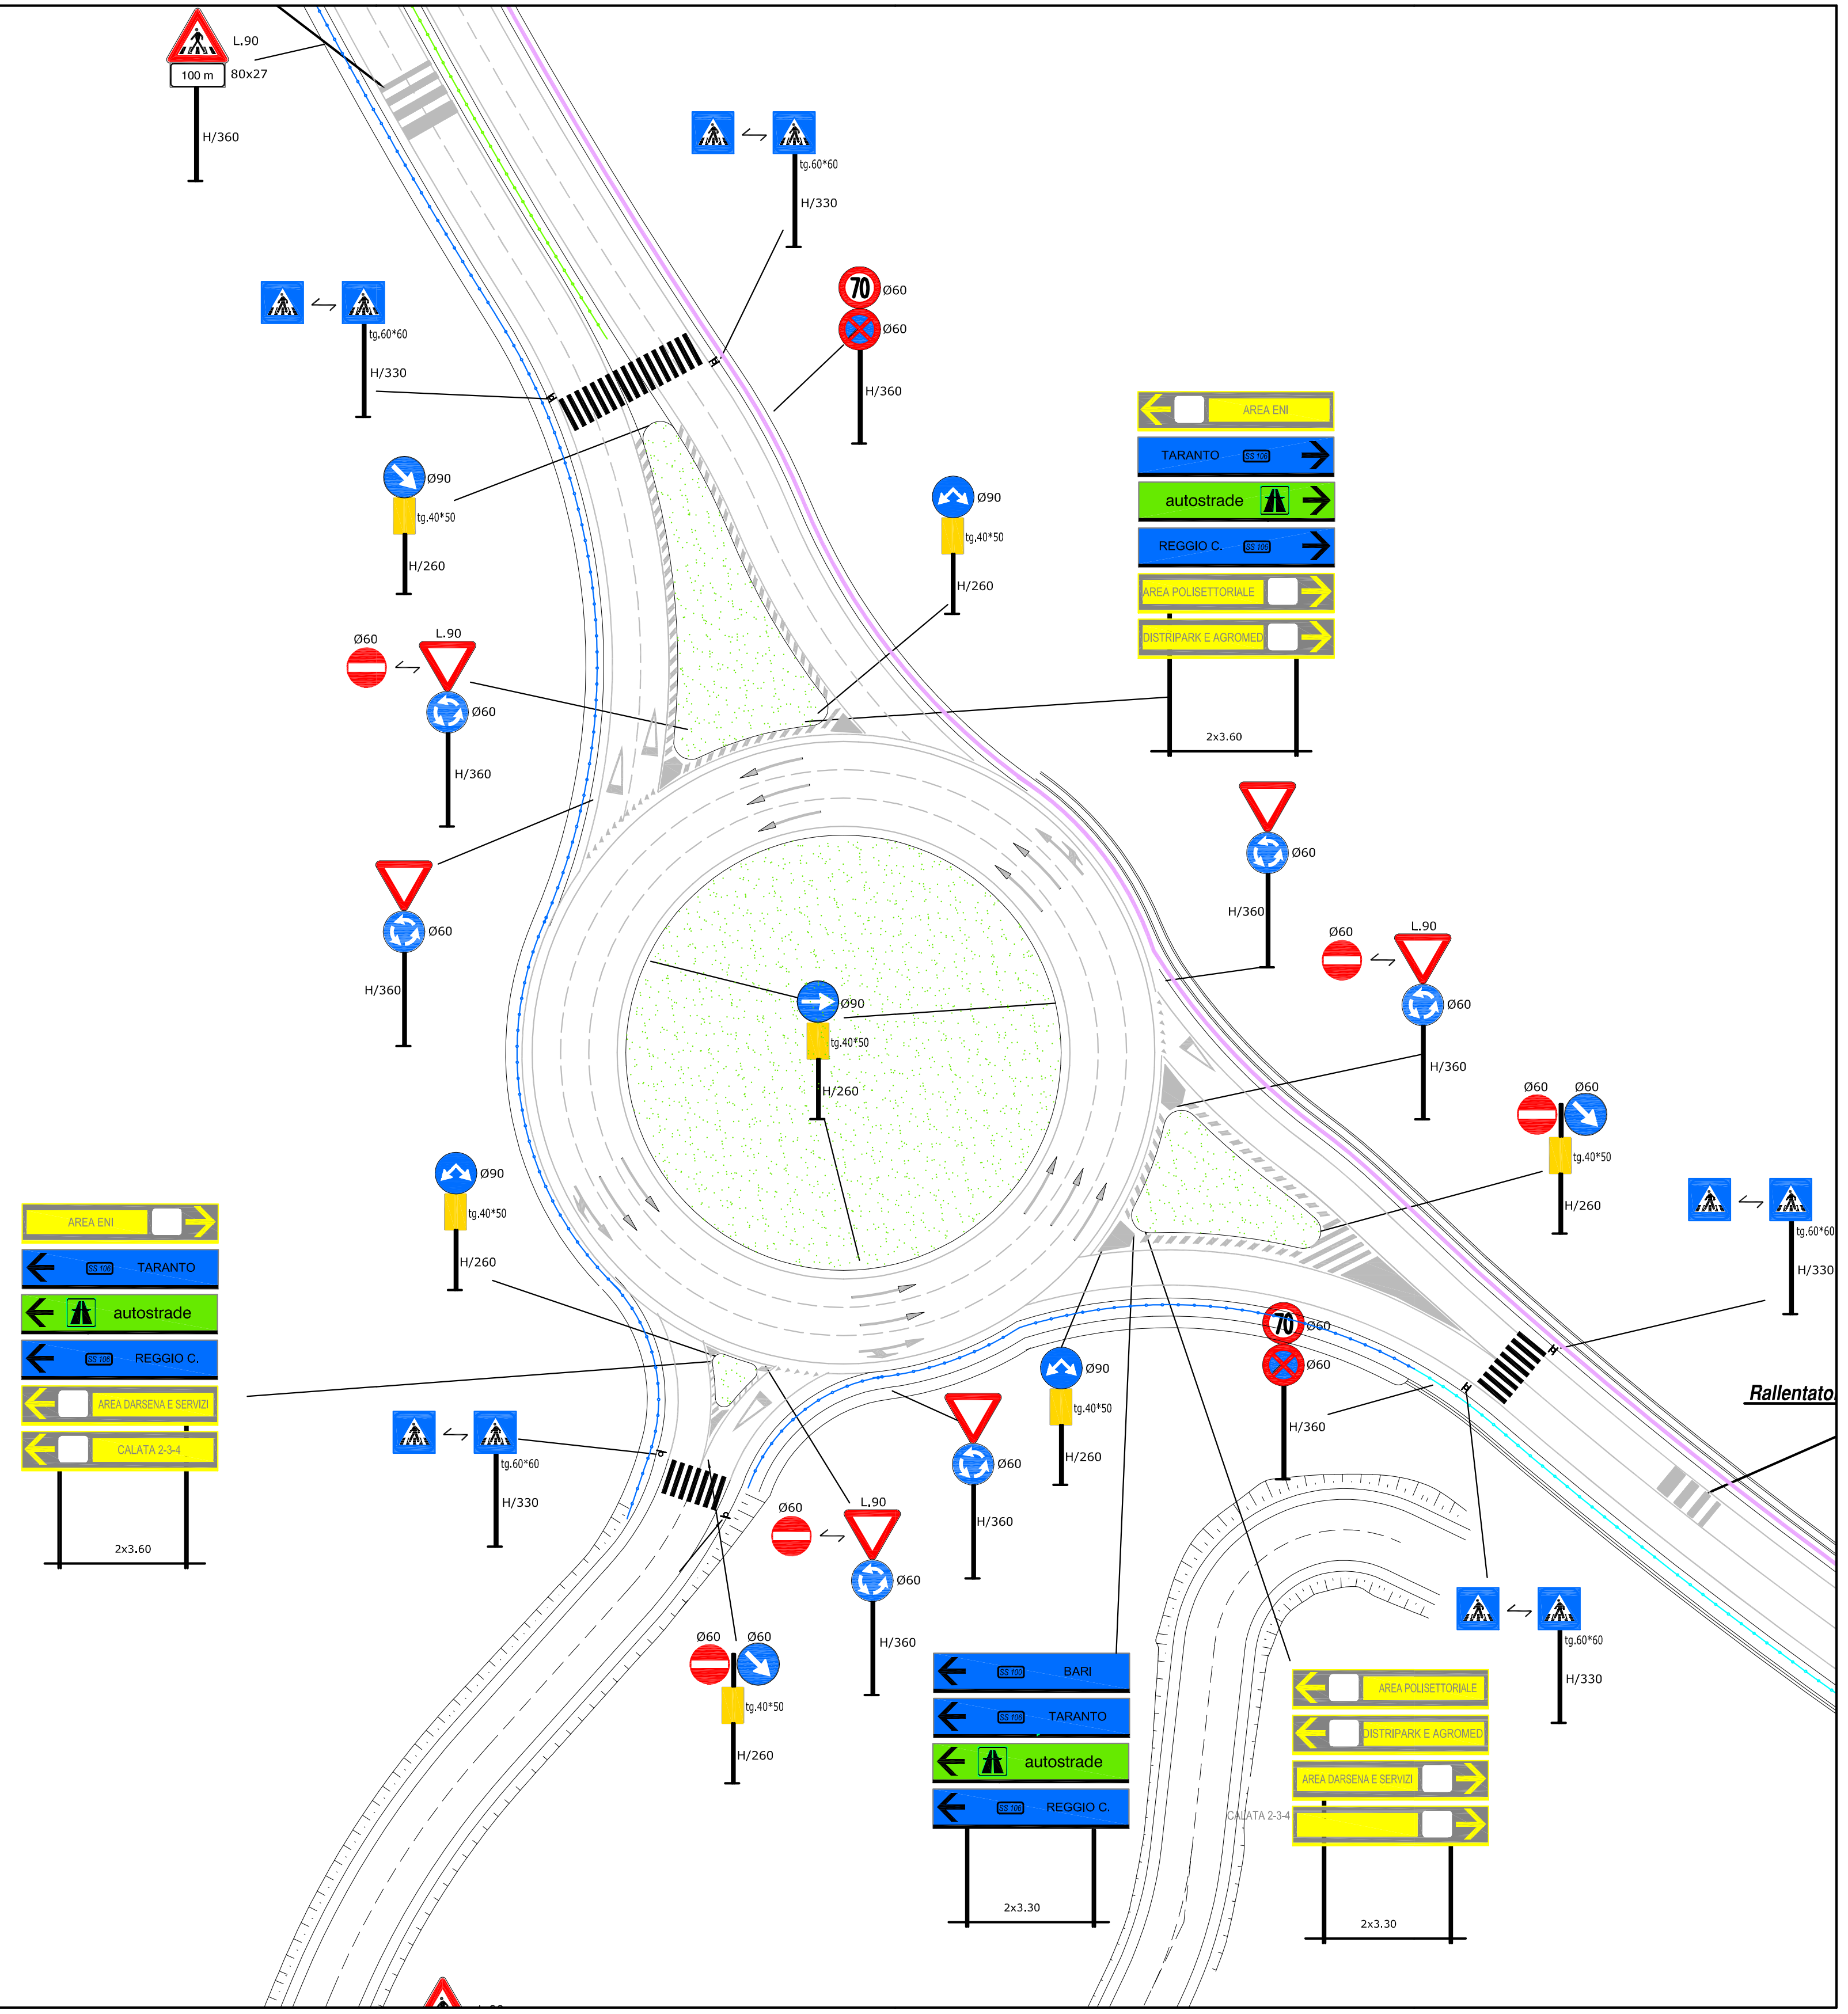 L.90
100 m
80x27
H/360
tg.60*60
H/330
70
Ø60
Ø60
H/360
tg.60*60
H/330
AREA ENI
TARANTO SS 106
autostrade
REGGIO C. SS 106
AREA POLISETTORIALE
DISTRIPARK E AGROMED
2x3.60
Ø90
tg.40*50
H/260
Ø90
tg.40*50
H/260
Ø60
L.90
Ø60
H/360
Ø60
H/360
Ø60
H/360
Ø60
L.90
Ø60
H/360
Ø90
tg.40*50
H/260
Ø60
Ø60
tg.40*50
H/260
tg.60*60
H/330
Ø90
tg.40*50
H/260
AREA ENI
SS 106 TARANTO
autostrade
SS 106 REGGIO C.
AREA DARSENA E SERVIZI
CALATA 2-3-4
2x3.60
70
Ø60
Ø60
H/360
Ø90
tg.40*50
H/260
Ø60
H/360
tg.60*60
H/330
Ø60
L.90
Ø60
H/360
Ø60
Ø60
tg.40*50
H/260
tg.60*60
H/330
SS 100 BARI
SS 106 TARANTO
autostrade
SS 106 REGGIO C.
2x3.30
AREA POLISETTORIALE
DISTRIPARK E AGROMED
AREA DARSENA E SERVIZI
CALATA 2-3-4
2x3.30